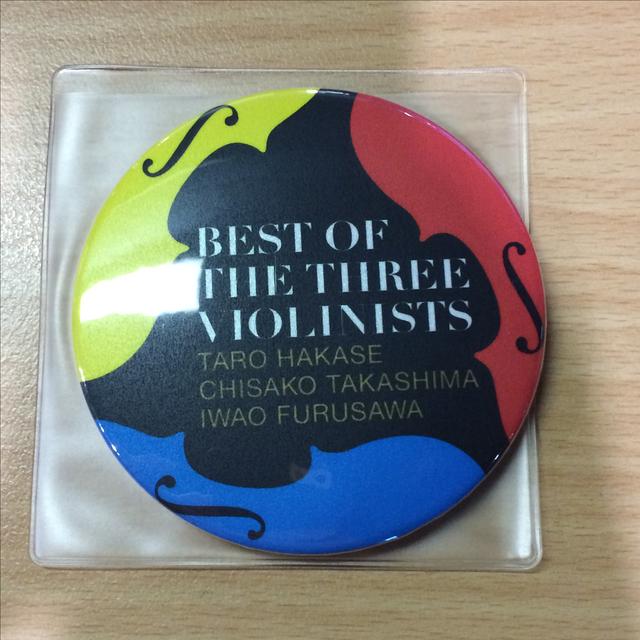 BEST OF
THE THREE
VIOLINISTS
TARO HAKASE
CHISAKO TAKASHIMA
IWAO FURUSAWA